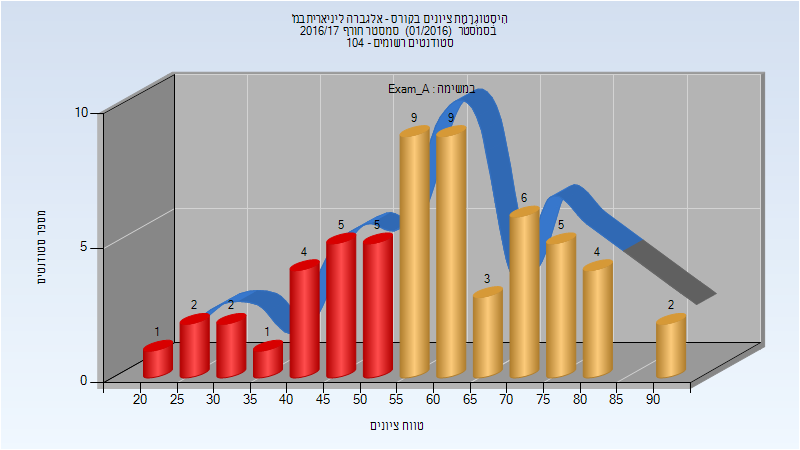 היסטוגרמת ציונים בקורס - אלגברה ליניארית במ'
בסמסטר (01/2016) סמסטר חורף 2016/17
סטודנטים רשומים - 104
במשימה : Exam_A
מספר סטודנטים
10
5
0
1
2
2
1
4
5
5
9
9
3
6
5
4
2
20 25 30 35 40 45 50 55 60 65 70 75 80 85 90
טווח ציונים